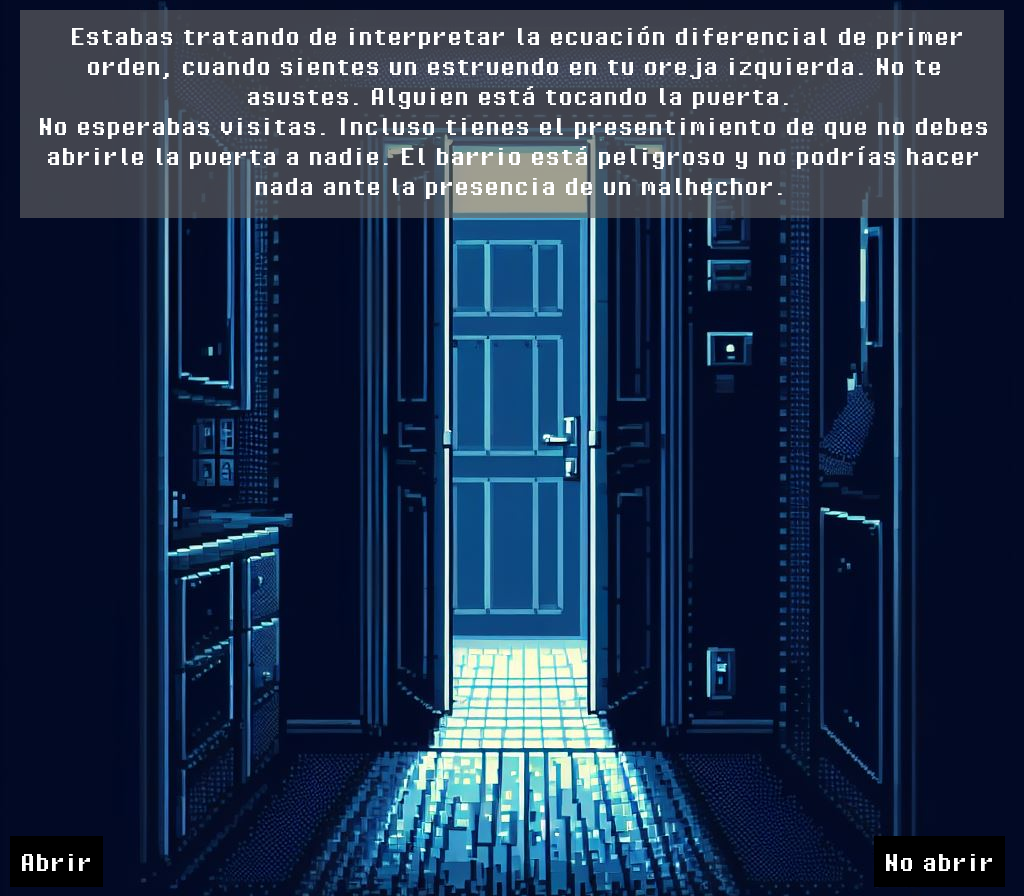 Estabas tratando de interpretar la ecuación diferencial de primer
orden, cuando sientes un estruendo en tu oreja izquierda. No te
asustes. Alguien está tocando la puerta.
No esperabas visitas. Incluso tienes el presentimiento de que no debes
abrirle la puerta a nadie. El barrio está peligroso y no podrías hacer
nada ante la presencia de un malhechor.
Abrir
No abrir